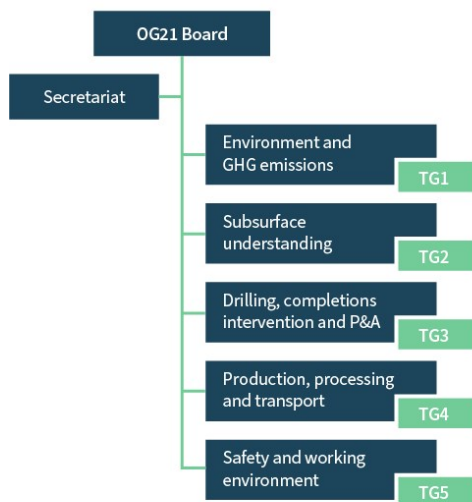 OG21 Board
Secretariat
Environment and
GHG emissions
TG1
Subsurface
understanding
TG2
Drilling, completions
intervention and P&A
TG3
Production, processing
and transport
TG4
Safety and working
environment
TG5